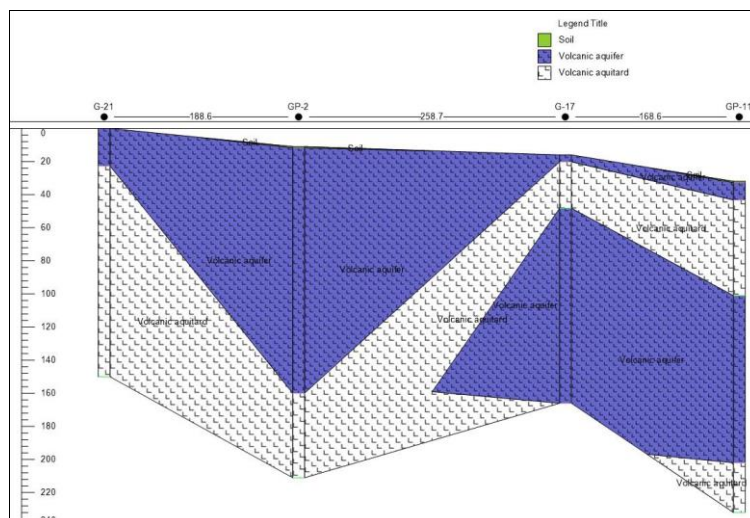 Legend Title
Soil
Volcanic aquifer
Volcanic aquitard
G-21 GP-2 G-17 GP-11
188.6 258.7 168.6
0
20
40
60
80
100
120
140
160
180
200
220
Soil
Soil
Volcanic aquifer
Soil
Volcanic aquitard
Volcanic aquifer
Volcanic aquifer
Volcanic aquifer
Volcanic aquitard
Volcanic aquitard
Volcanic aquifer
Volcanic aquitard